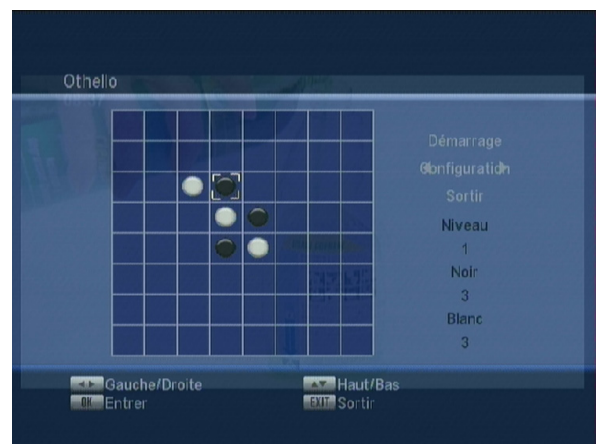 Othello
Démarrage
Configuration
Sortir
Niveau
1
Noir
3
Blanc
3
Gauche/Droite
Haut/Bas
OK Entrer
EXIT Sortir